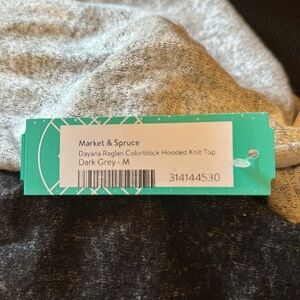 Market & Spruce
Dayana Raglan Colorblock Hooded Knit Top
Dark Grey - M
314144530